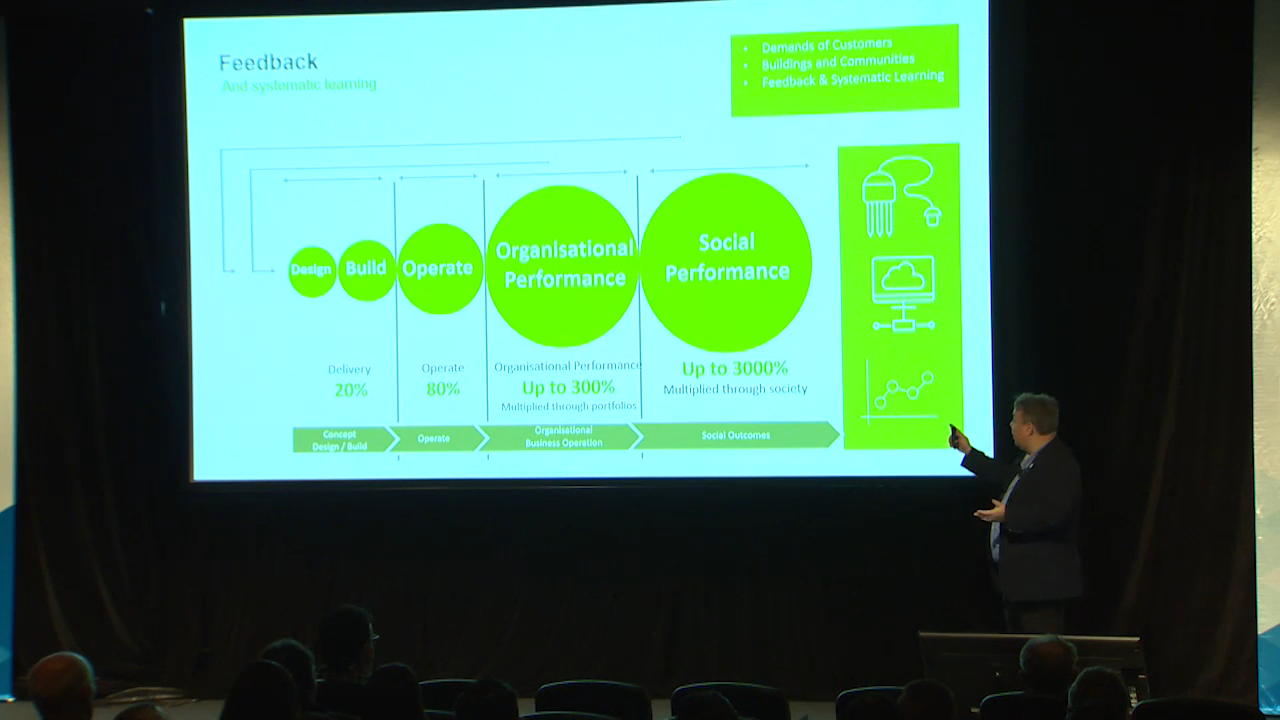 Feedback
And systematic learning
• Demands of Customers
• Buildings and Communities
• Feedback & Systematic Learning
Design
Build
Operate
Organisational
Performance
Social
Performance
Delivery
20%
Operate
80%
Organisational Performance
Up to 300%
Multiplied through portfolios
Up to 3000%
Multiplied through society
Concept
Design / Build
Operate
Organisational
Business Operation
Social Outcomes